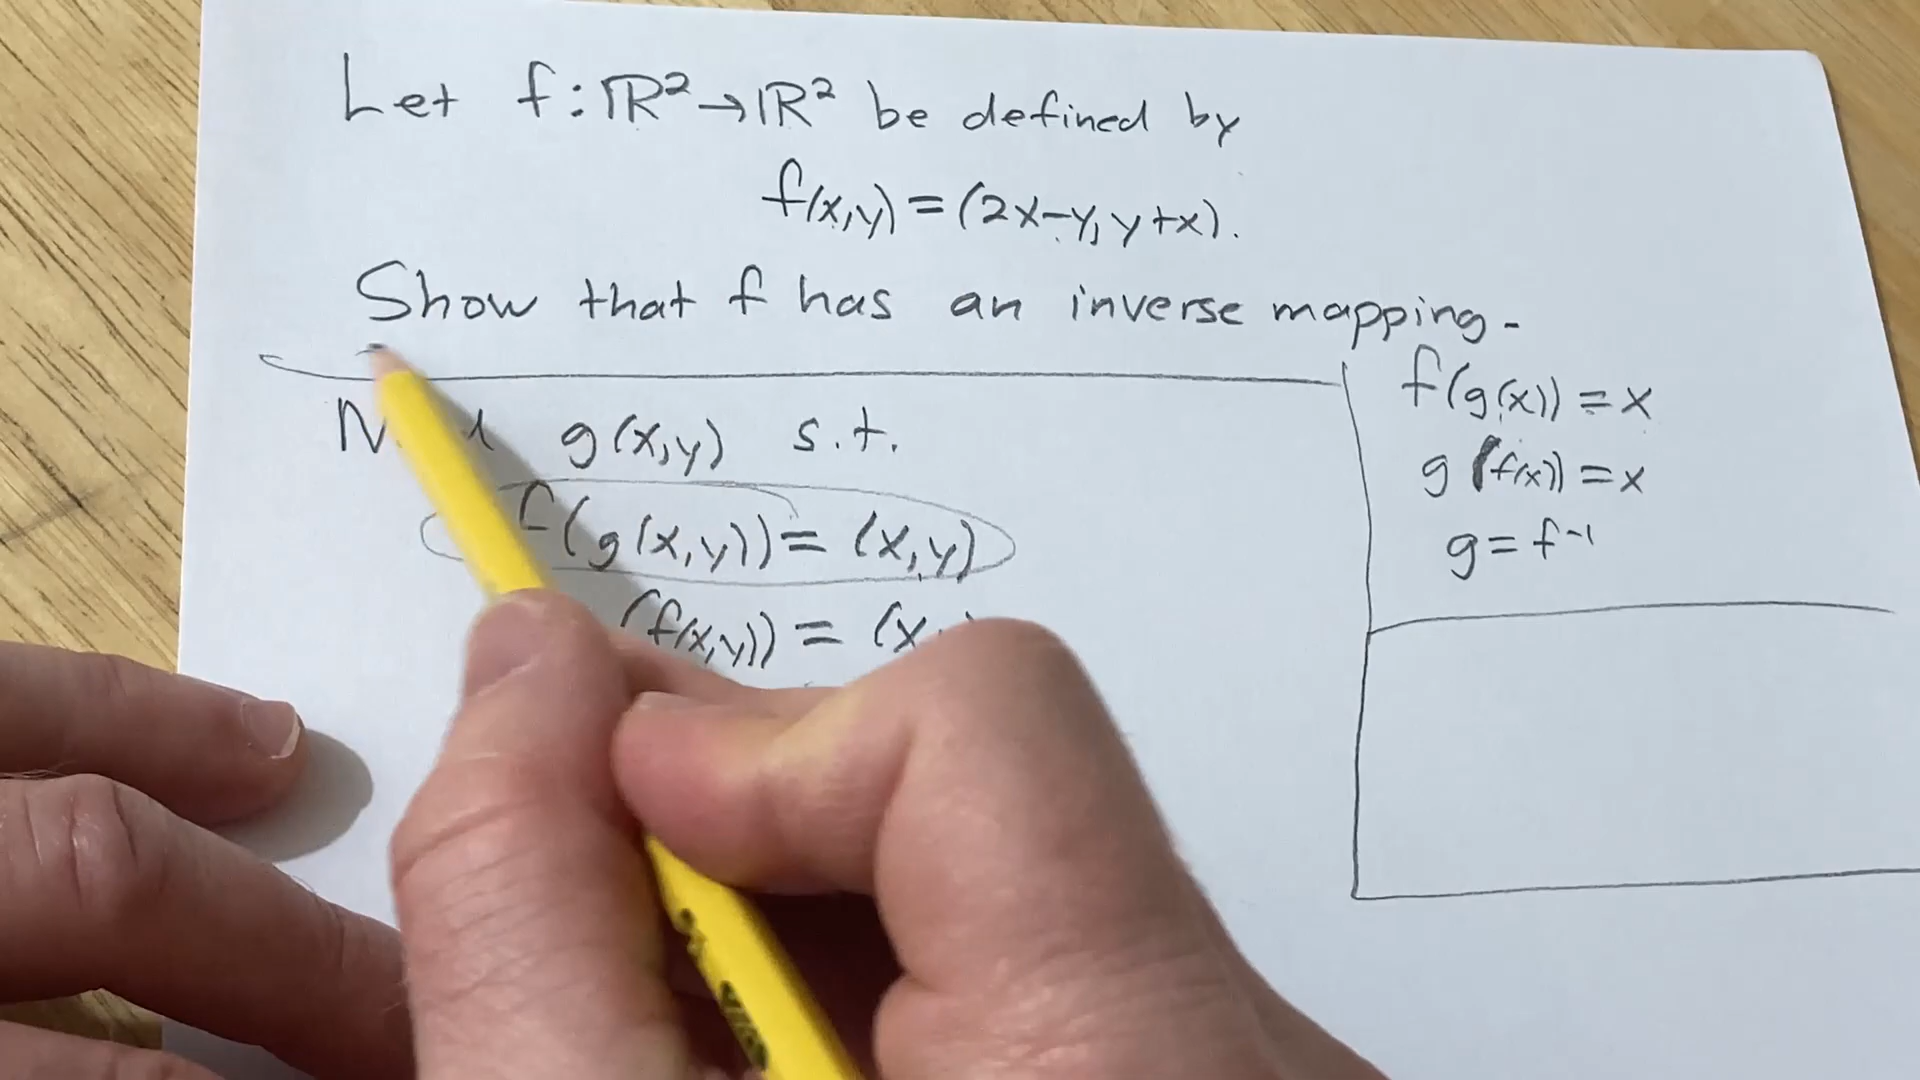 Let f:ℝ²→ℝ² be defined by
f(x,y)=(2x-y, y+x).
Show that f has an inverse mapping.
g(x,y) s.t.
f(g(x,y))=(x,y)
(f(x,y)) = (x,
f(g(x))=x
g(f(x))=x
g=f⁻¹